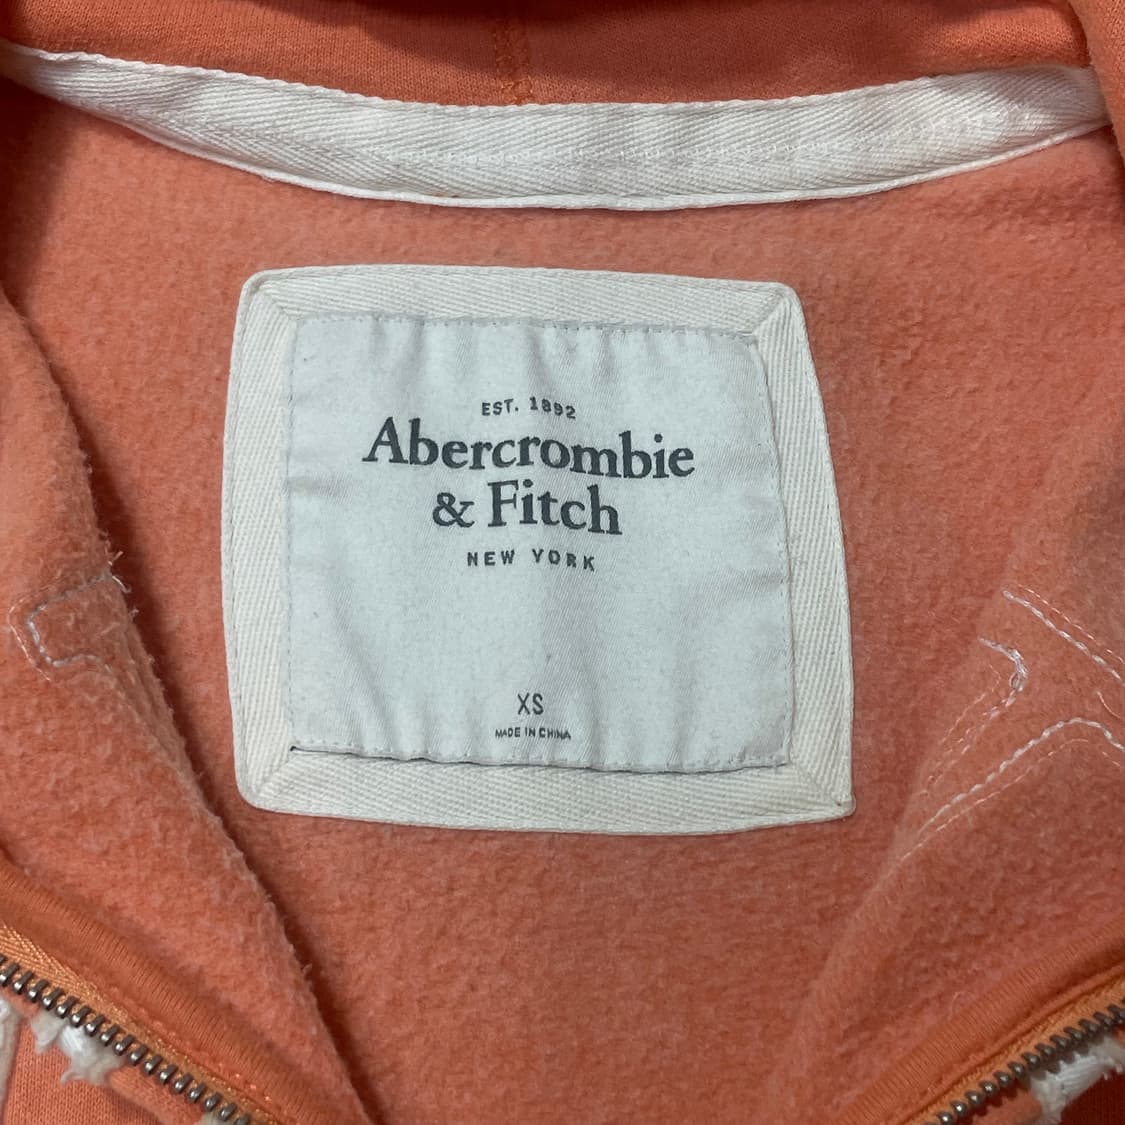 EST. 1892
Abercrombie
& Fitch
NEW YORK
XS
MADE IN CHINA